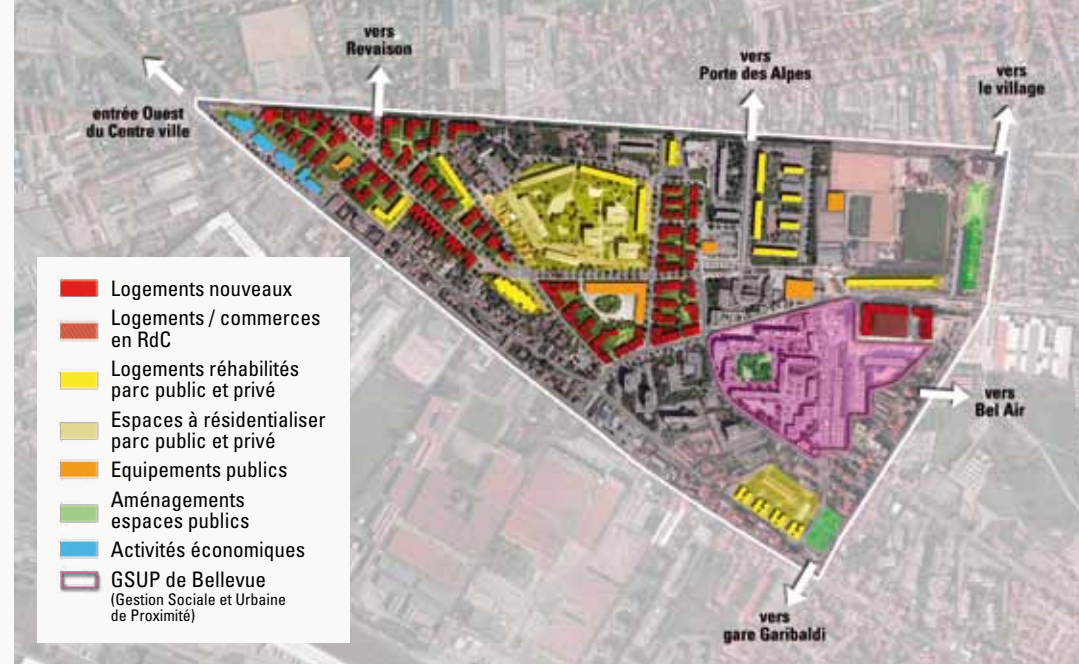 vers
Revaison
vers
Porte des Alpes
vers
le village
entrée Ouest
du Centre ville
vers
Bel Air
vers
gare Garibaldi
Logements nouveaux
Logements / commerces
en RdC
Logements réhabilités
parc public et privé
Espaces à résidentialiser
parc public et privé
Equipements publics
Aménagements
espaces publics
Activités économiques
GSUP de Bellevue
(Gestion Sociale et Urbaine
de Proximité)